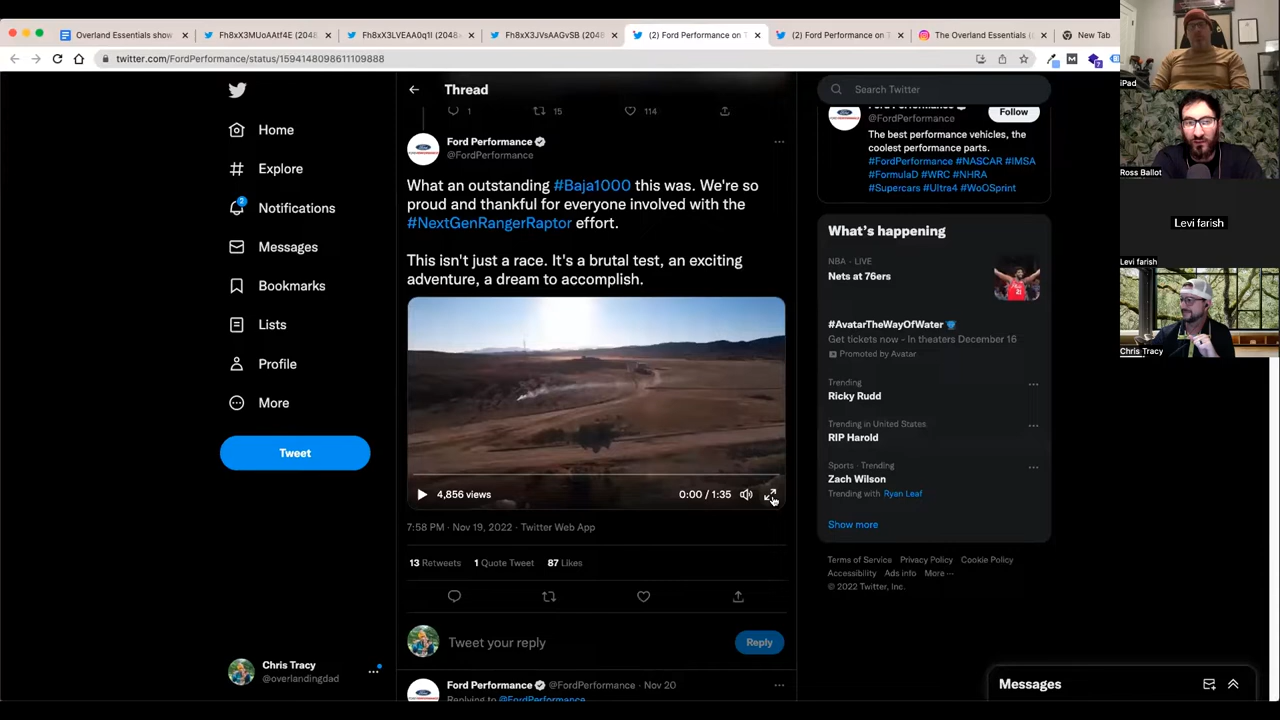 Overland Essentials show
Fh8xX3MUoAAtf4E (2048
Fh8xX3LVEAA0q1I (2048
Fh8xX3JVsAAGvSB (2048
(2) Ford Performance on T
(2) Ford Performance on
The Overland Essentials (
New Tab
twitter.com/FordPerformance/status/1594148098611109888
Home
Explore
2
Notifications
Messages
Bookmarks
Lists
Profile
More
Tweet
Chris Tracy
@overlandingdad
Thread
1
15
114
Ford Performance
@FordPerformance
What an outstanding #Baja1000 this was. We're so
proud and thankful for everyone involved with the
#NextGenRangerRaptor effort.
This isn't just a race. It's a brutal test, an exciting
adventure, a dream to accomplish.
4,856 views
0:00 / 1:35
7:58 PM · Nov 19, 2022 · Twitter Web App
13 Retweets 1 Quote Tweet 87 Likes
Tweet your reply
Reply
Ford Performance @FordPerformance · Nov 20
Replying to @FordPerformance
Search Twitter
@FordPerformance
Follow
The best performance vehicles, the
coolest performance parts.
#FordPerformance #NASCAR #IMSA
#FormulaD #WRC #NHRA
#Supercars #Ultra4 #WoOSprint
What's happening
NBA · LIVE
Nets at 76ers
#AvatarTheWayOfWater
Get tickets now - In theaters December 16
Promoted by Avatar
Trending
Ricky Rudd
Trending in United States
RIP Harold
Sports · Trending
Zach Wilson
Trending with Ryan Leaf
Show more
Terms of Service Privacy Policy Cookie Policy
Accessibility Ads info More ···
© 2022 Twitter, Inc.
Messages
iPad
Ross Ballot
Levi farish
Levi farish
Chris Tracy